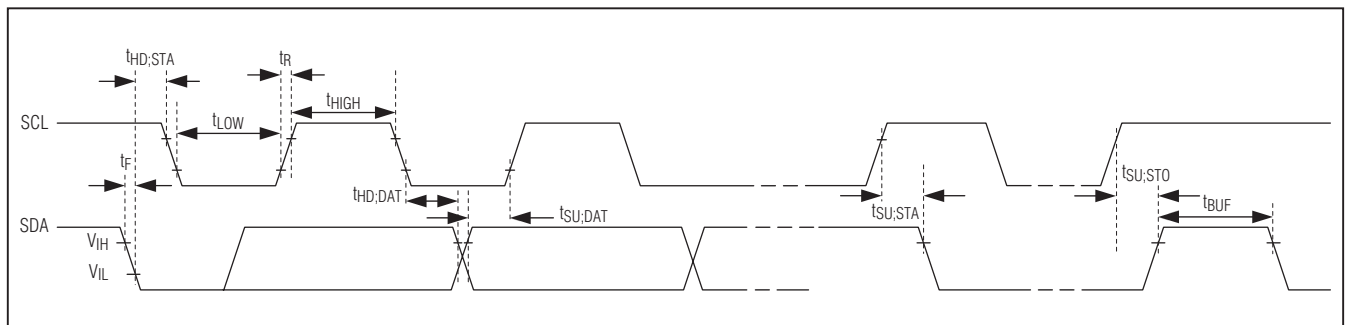 tHD;STA
tR
tHIGH
SCL
tLOW
tF
tHD;DAT
tSU;DAT
tSU;STA
tSU;STO
tBUF
SDA
VIH
VIL